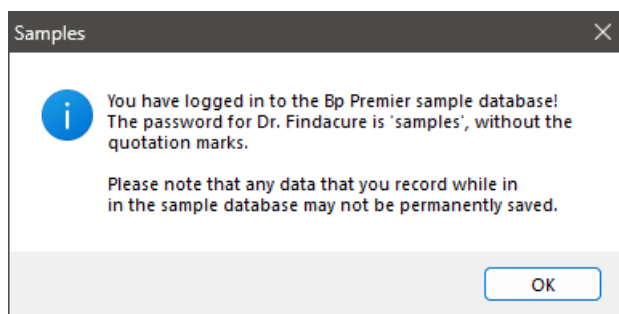 Samples
You have logged in to the Bp Premier sample database!
The password for Dr. Findacure is 'samples', without the
quotation marks.
Please note that any data that you record while in
in the sample database may not be permanently saved.
OK